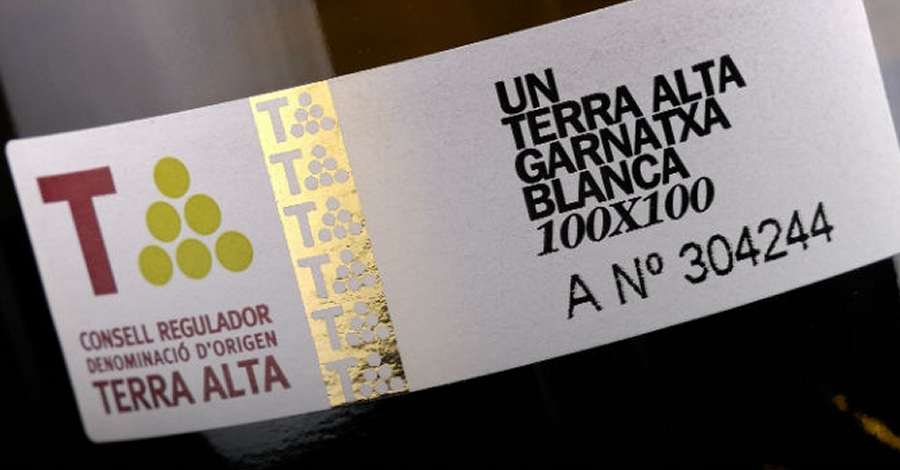 T
CONSELL REGULADOR
DENOMINACIÓ D'ORIGEN
TERRA ALTA
T
T
T
T
T
T
UN
TERRA ALTA
GARNATXA
BLANCA
100X100
A Nº 304244